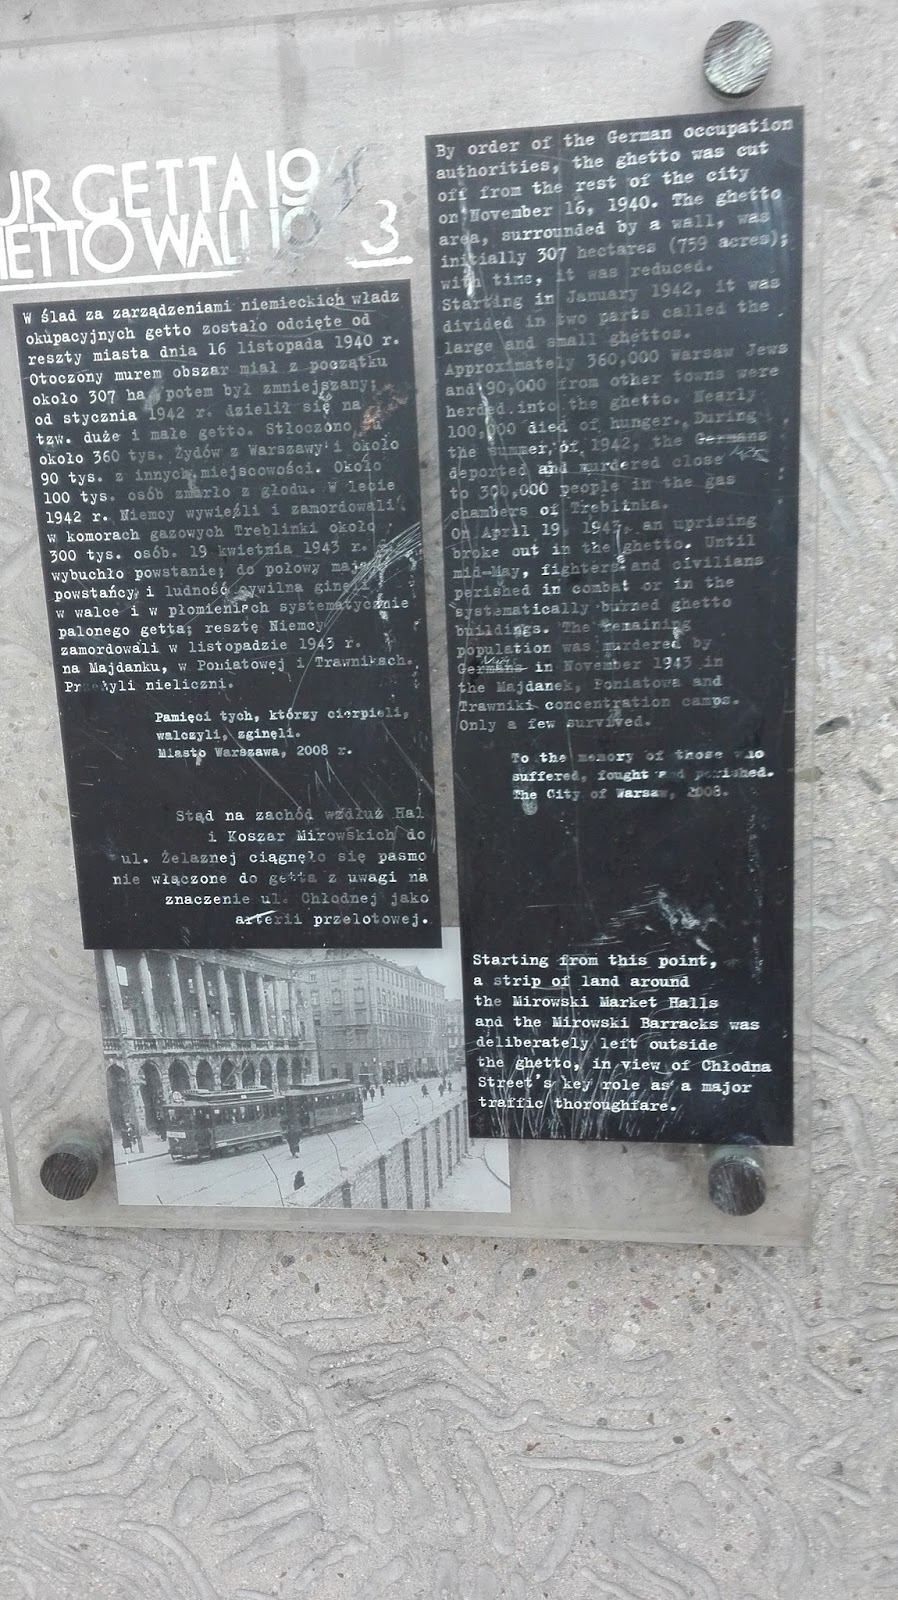 UR GETTA 19
HETTO WALL 19
3
W ślad za zarządzeniami niemieckich władz
okupacyjnych getto zostało odcięte od
reszty miasta dnia 16 listopada 1940 r.
Otoczony murem obszar miał z początku
około 307 ha potem był zmniejszany;
od stycznia 1942 r. dzielił się na
tzw. duże i małe getto. Stłoczono
około 360 tys. Żydów z Warszawy i około
90 tys. z innych miejscowości. Około
100 tys. osób zmarło z głodu. W lecie
1942 r. Niemcy wywieźli i zamordowali
w komorach gazowych Treblinki około
300 tys. osób. 19 kwietnia 1943 r.
wybuchło powstanie; do połowy maja
powstańcy i ludność cywilna ginęli
w walce i w płomieniach systematycznie
palonego getta; resztę Niemcy
zamordowali w listopadzie 1943 r.
na Majdanku, w Poniatowej i Trawnikach.
Przeżyli nieliczni.
Pamięci tych, którzy cierpieli,
walczyli, zginęli.
Miasto Warszawa, 2008 r.
Stąd na zachód wzdłuż Hal
i Koszar Mirowskich do
ul. Żelaznej ciągnęło się pasmo
nie włączone do getta z uwagi na
znaczenie ul. Chłodnej jako
arterii przelotowej.
By order of the German occupation
authorities, the ghetto was cut
off from the rest of the city
on November 16, 1940. The ghetto
area, surrounded by a wall, was
initially 307 hectares (759 acres);
with time, it was reduced.
Starting in January 1942, it was
divided in two parts called the
large and small ghettos.
Approximately 360,000 Warsaw Jews
and 90,000 from other towns were
herded into the ghetto. Nearly
100,000 died of hunger. During
the summer of 1942, the Germans
deported and murdered close
to 300,000 people in the gas
chambers of Treblinka.
On April 19, 1943, an uprising
broke out in the ghetto. Until
mid-May, fighters and civilians
perished in combat or in the
systematically burned ghetto
buildings. The remaining
population was murdered by
Germans in November 1943 in
the Majdanek, Poniatowa and
Trawniki concentration camps.
Only a few survived.
To the memory of those who
suffered, fought and perished.
The City of Warsaw, 2008.
Starting from this point,
a strip of land around
the Mirowski Market Halls
and the Mirowski Barracks was
deliberately left outside
the ghetto, in view of Chłodna
Street's key role as a major
traffic thoroughfare.